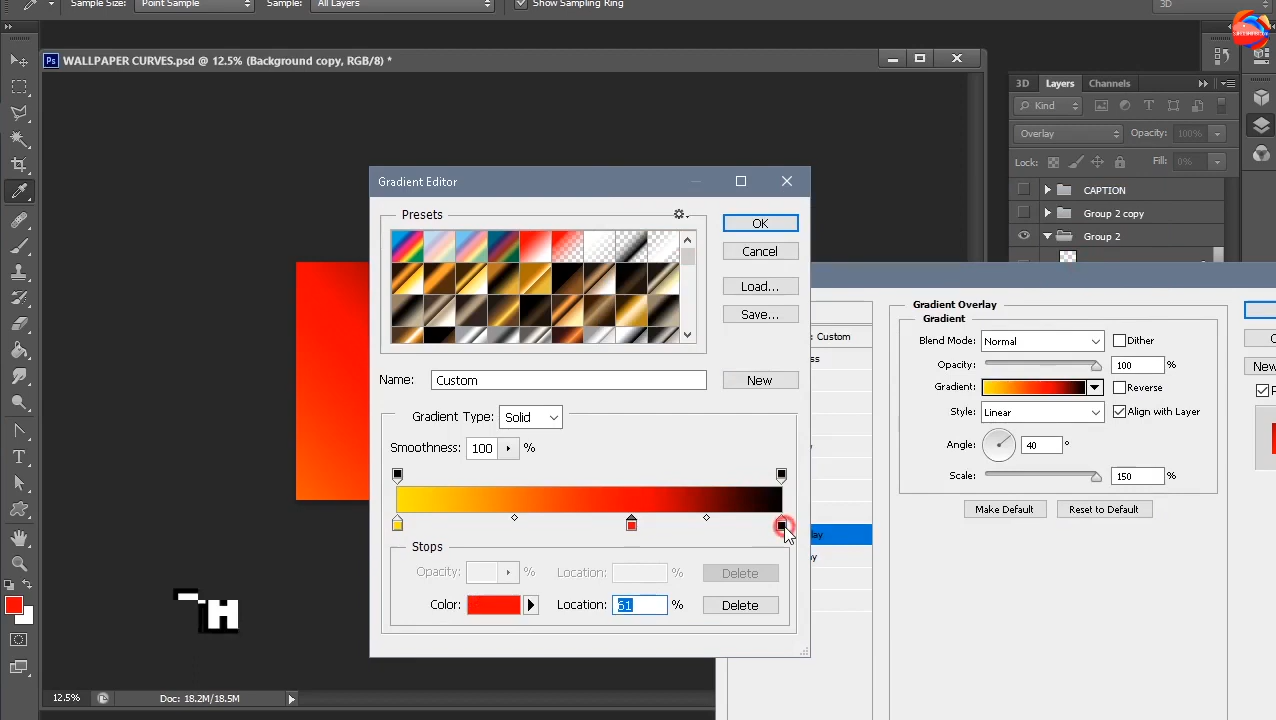 Sample Size: Point Sample Sample: All Layers Show Sampling Ring 3D
WALLPAPER CURVES.psd @ 12.5% (Background copy, RGB/8) *
Ps
3D Layers Channels
Kind
Overlay Opacity: 100%
Lock: Fill: 0%
CAPTION
Group 2 copy
Group 2
Gradient Editor
Presets
OK
Cancel
Load...
Save...
Name: Custom New
Gradient Type: Solid
Smoothness: 100 %
Stops
Opacity: % Location: % Delete
Color: Location: 61 % Delete
Gradient Overlay
Gradient
Blend Mode: Normal Dither
Opacity: 100 %
Gradient: Reverse
Style: Linear Align with Layer
Angle: 40 °
Scale: 150 %
Make Default Reset to Default
: Custom
New
H
12.5% Doc: 18.2M/18.5M